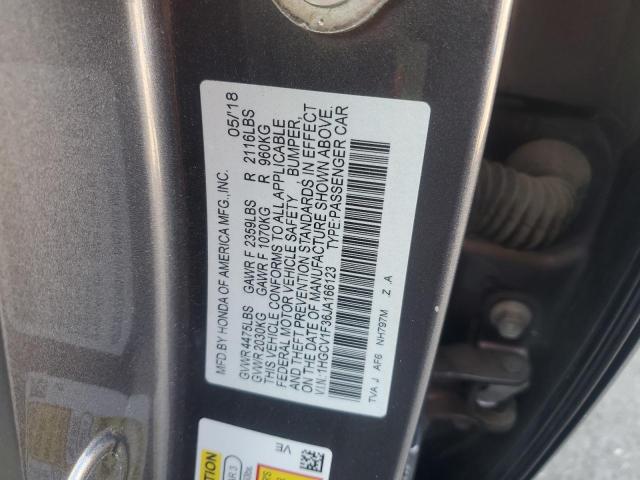 MFD.BY HONDA OF AMERICA MFG.,INC. 05/'18
GVWR 4475LBS GAWR F 2359LBS R 2116LBS
GVWR 2030KG GAWR F 1070KG R 960KG
THIS VEHICLE CONFORMS TO ALL APPLICABLE
FEDERAL MOTOR VEHICLE SAFETY, BUMPER,
AND THEFT PREVENTION STANDARDS IN EFFECT
ON THE DATE OF MANUFACTURE SHOWN ABOVE.
V.I.N.:1HGCV1F36JA166123 TYPE:PASSENGER CAR
TVA J AF6 NH797M Z A